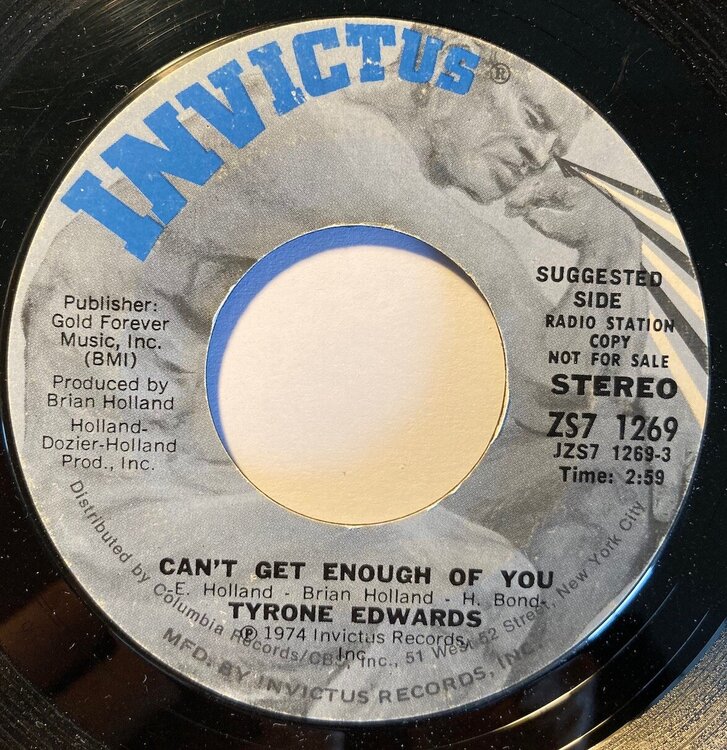 INVICTUS®
Publisher:
Gold Forever
Music, Inc.
(BMI)
Produced by
Brian Holland
Holland-
Dozier-Holland
Prod., Inc.
SUGGESTED
SIDE
RADIO STATION
COPY
NOT FOR SALE
STEREO
ZS7 1269
JZS7 1269-3
Time: 2:59
CAN'T GET ENOUGH OF YOU
-E. Holland - Brian Holland - H. Bond-
TYRONE EDWARDS
℗ 1974 Invictus Records,
Inc.
Distributed by Columbia Records/CBS, Inc., 51 West 52 Street, New York City
MFD. BY INVICTUS RECORDS, INC.